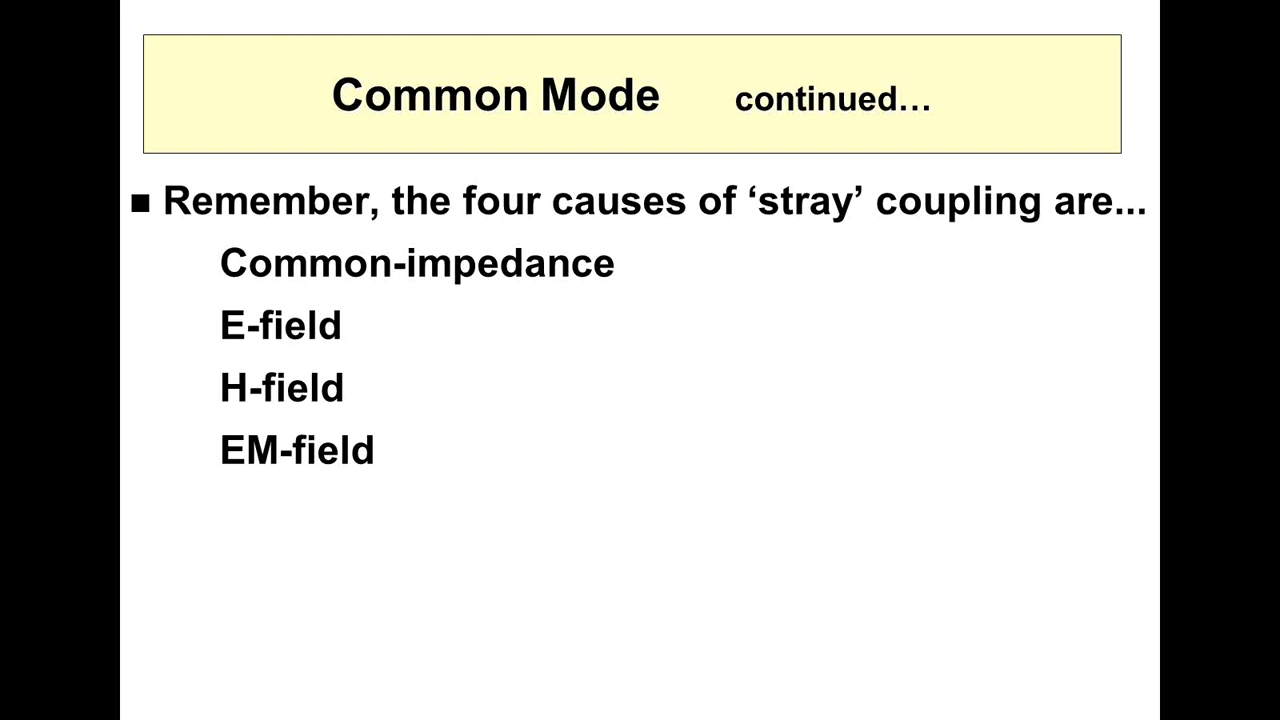 Common Mode continued…
■ Remember, the four causes of ‘stray’ coupling are...
Common-impedance
E-field
H-field
EM-field